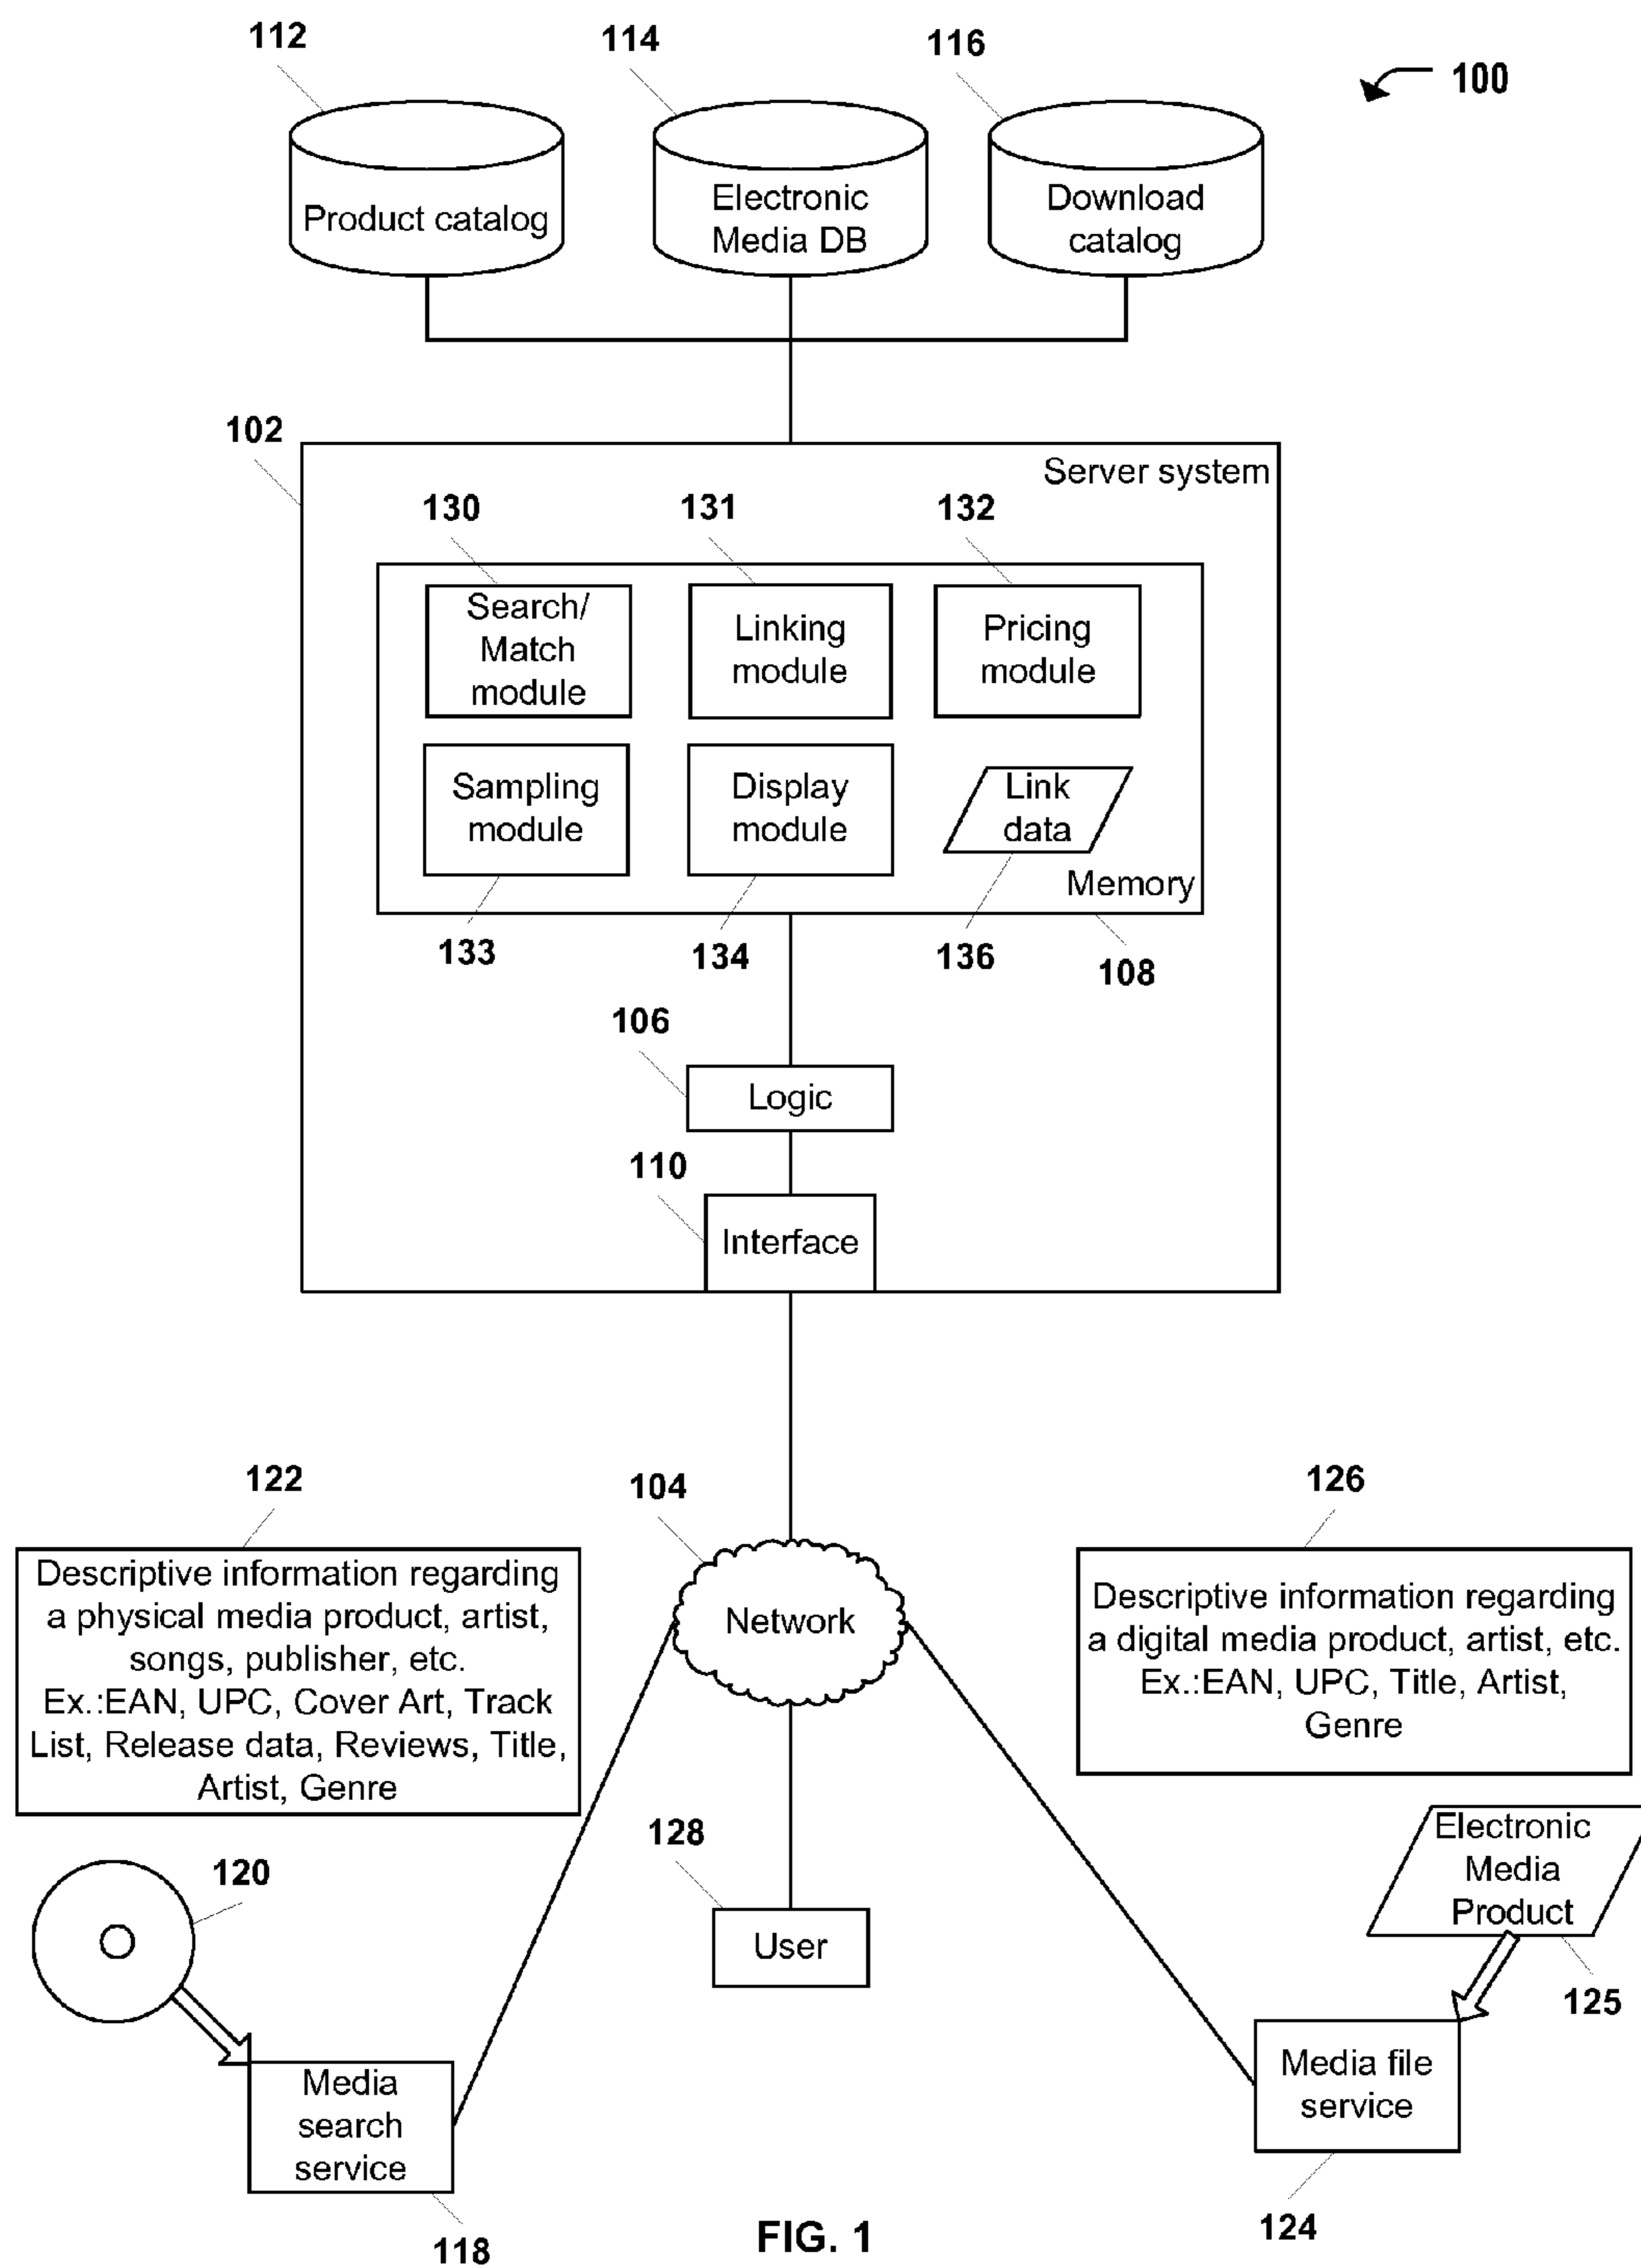 112
114
116
100
Product catalog
Electronic
Media DB
Download
catalog
102
Server system
130
131
132
Search/
Match
module
Linking
module
Pricing
module
Sampling
module
Display
module
Link
data
Memory
133
134
136
108
106
Logic
110
Interface
122
104
126
Descriptive information regarding
a physical media product, artist,
songs, publisher, etc.
Ex.:EAN, UPC, Cover Art, Track
List, Release data, Reviews, Title,
Artist, Genre
Network
Descriptive information regarding
a digital media product, artist, etc.
Ex.:EAN, UPC, Title, Artist,
Genre
128
120
User
Electronic
Media
Product
125
Media
search
service
118
Media file
service
124
FIG. 1